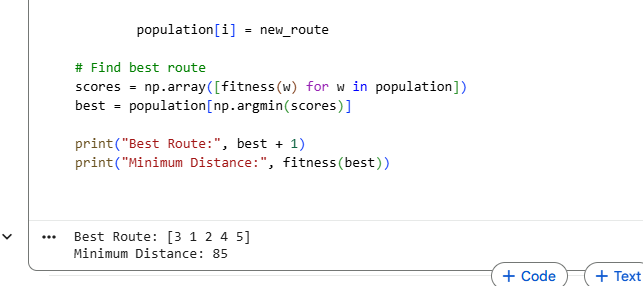 population[i] = new_route
# Find best route
scores = np.array([fitness(w) for w in population])
best = population[np.argmin(scores)]
print("Best Route:", best + 1)
print("Minimum Distance:", fitness(best))
Best Route: [3 1 2 4 5]
Minimum Distance: 85
+ Code + Text